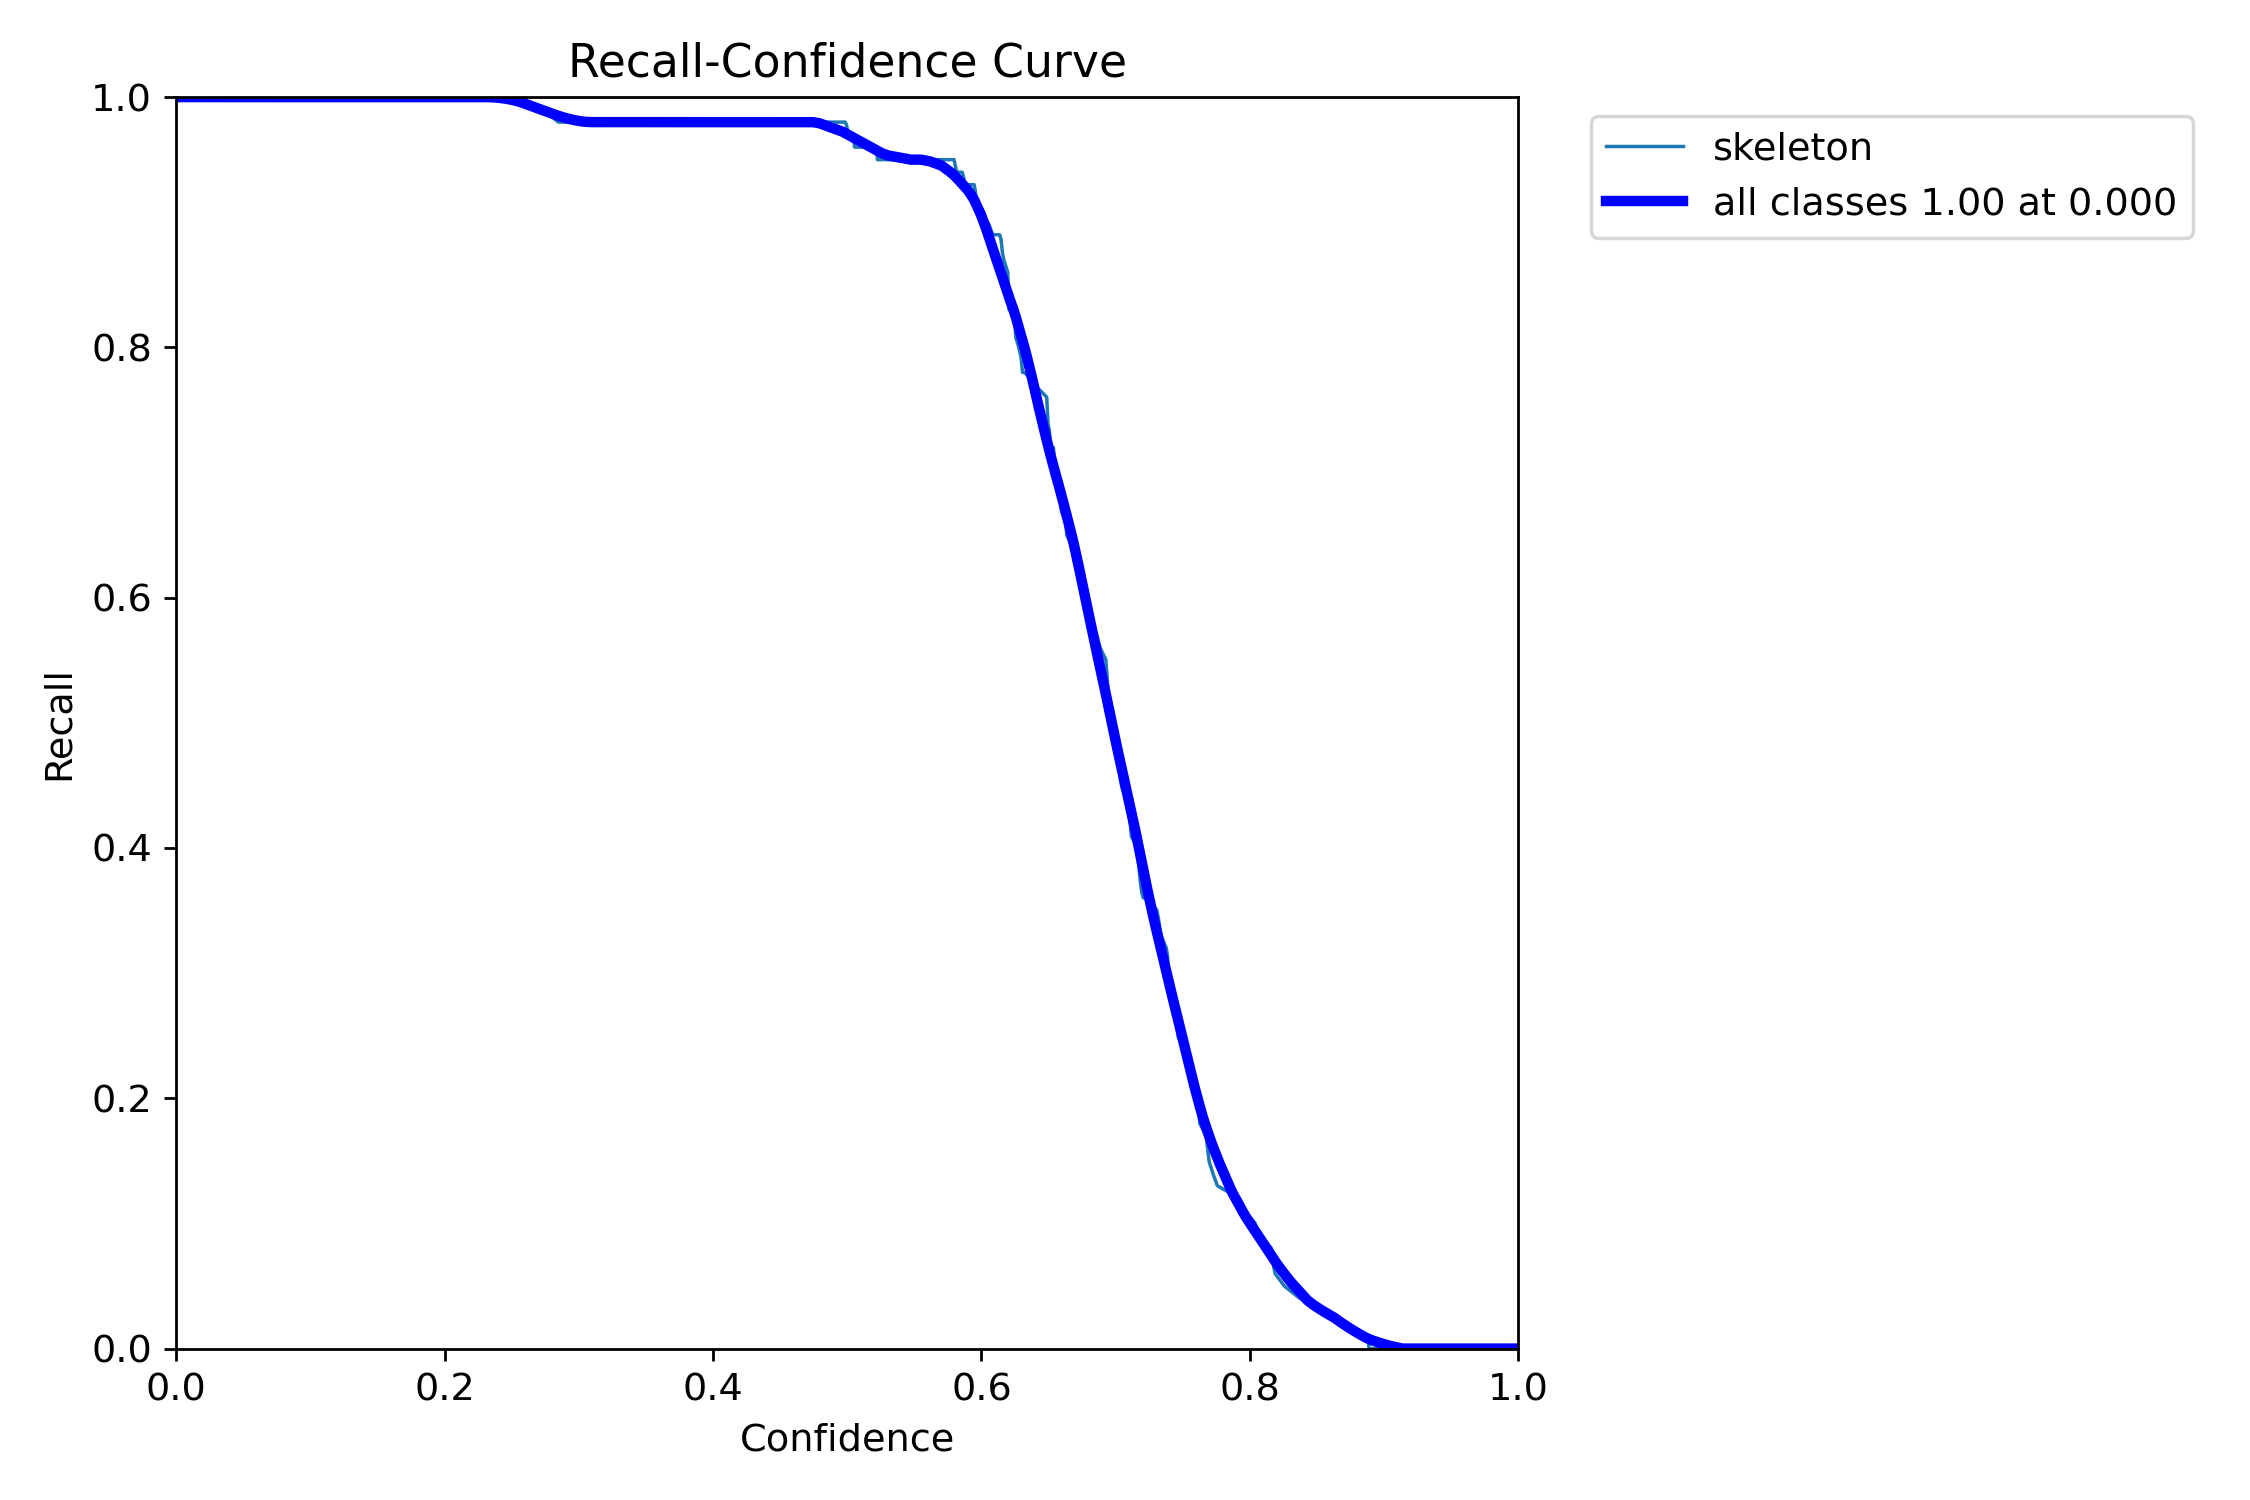 Recall-Confidence Curve
1.0
0.8
0.6
0.4
0.2
0.0
Recall
0.0 0.2 0.4 0.6 0.8 1.0
Confidence
skeleton
all classes 1.00 at 0.000